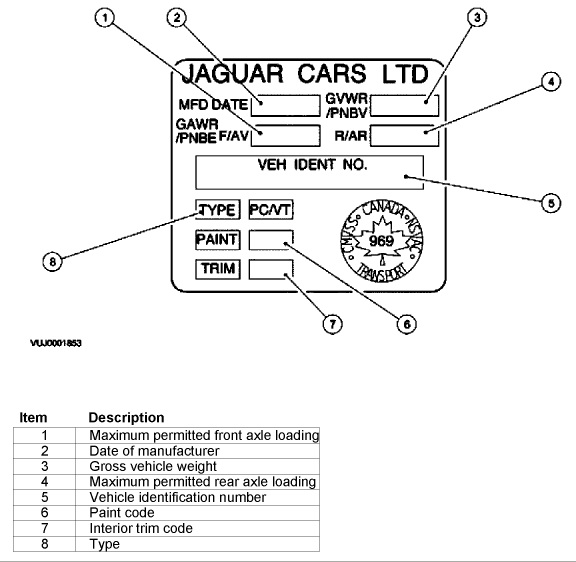 1
2
3
4
JAGUAR CARS LTD
MFD DATE
GVWR
/PNBV
GAWR
/PNBE F/AV
R/AR
VEH IDENT NO.
5
TYPE
PC/VT
CANADA
CMVSS
NSVAC
969
TRANSPORT
PAINT
TRIM
8
7
6
VUJ0001853
Item Description
1 Maximum permitted front axle loading
2 Date of manufacturer
3 Gross vehicle weight
4 Maximum permitted rear axle loading
5 Vehicle identification number
6 Paint code
7 Interior trim code
8 Type